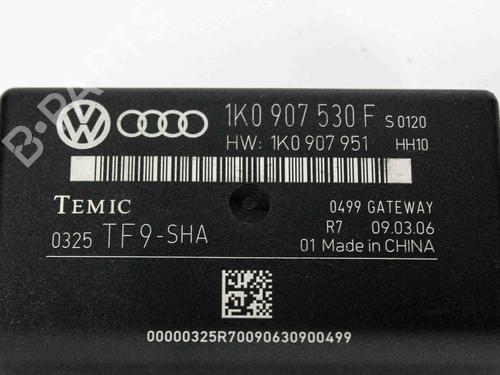 B-PARTS
1K0 907 530 F S 0120
HW: 1K0 907 951 HH10
TEMIC 0499 GATEWAY
0325 TF9-SHA R7 09.03.06
01 Made in CHINA
00000325R70090630900499